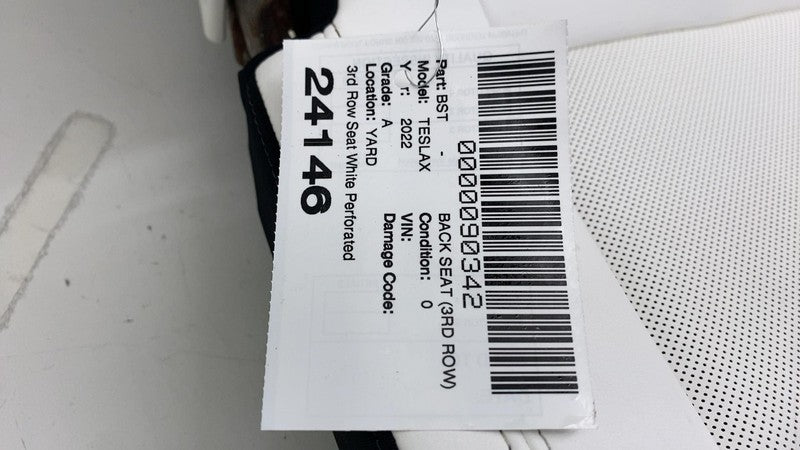 0000090342
Part: BST - BACK SEAT (3RD ROW)
Model: TESLAX Condition: 0
Y r: 2022 VIN:
Grade: A Damage Code:
Location: YARD
3rd Row Seat White Perforated
24146